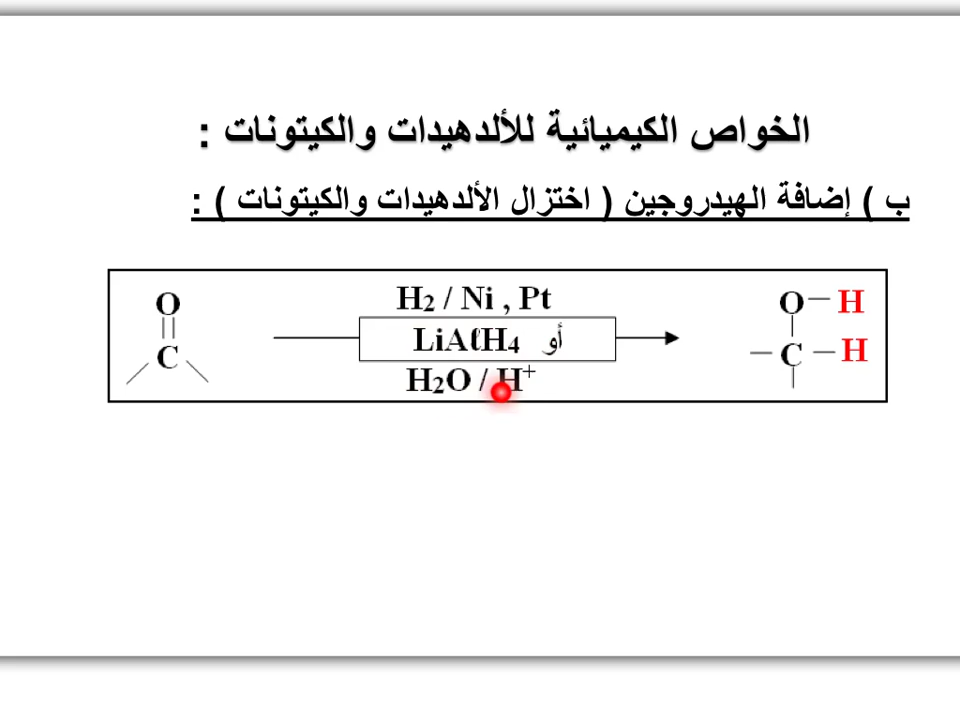 الخواص الكيميائية للألدهيدات والكيتونات :
ب ) إضافة الهيدروجين ( اختزال الألدهيدات والكيتونات ) :
H₂ / Ni , Pt
O
O – H
LiAℓH₄ أو
C
– C – H
H₂O / H⁺